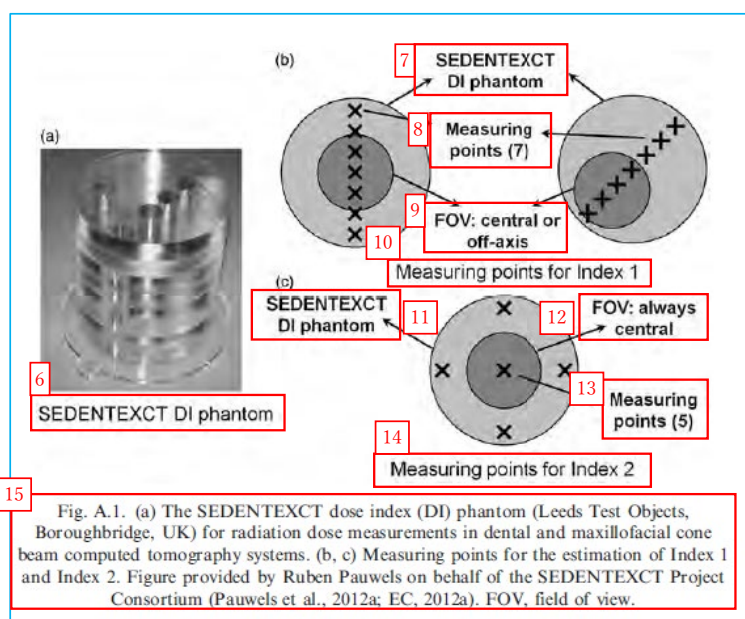 (a)
6
SEDENTEXCT DI phantom
(b)
7
SEDENTEXCT
DI phantom
8
Measuring
points (7)
9
FOV: central or
off-axis
10
Measuring points for Index 1
(c)
SEDENTEXCT
DI phantom
11
12
FOV: always
central
13
Measuring
points (5)
14
Measuring points for Index 2
15
Fig. A.1. (a) The SEDENTEXCT dose index (DI) phantom (Leeds Test Objects,
Boroughbridge, UK) for radiation dose measurements in dental and maxillofacial cone
beam computed tomography systems. (b, c) Measuring points for the estimation of Index 1
and Index 2. Figure provided by Ruben Pauwels on behalf of the SEDENTEXCT Project
Consortium (Pauwels et al., 2012a; EC, 2012a). FOV, field of view.